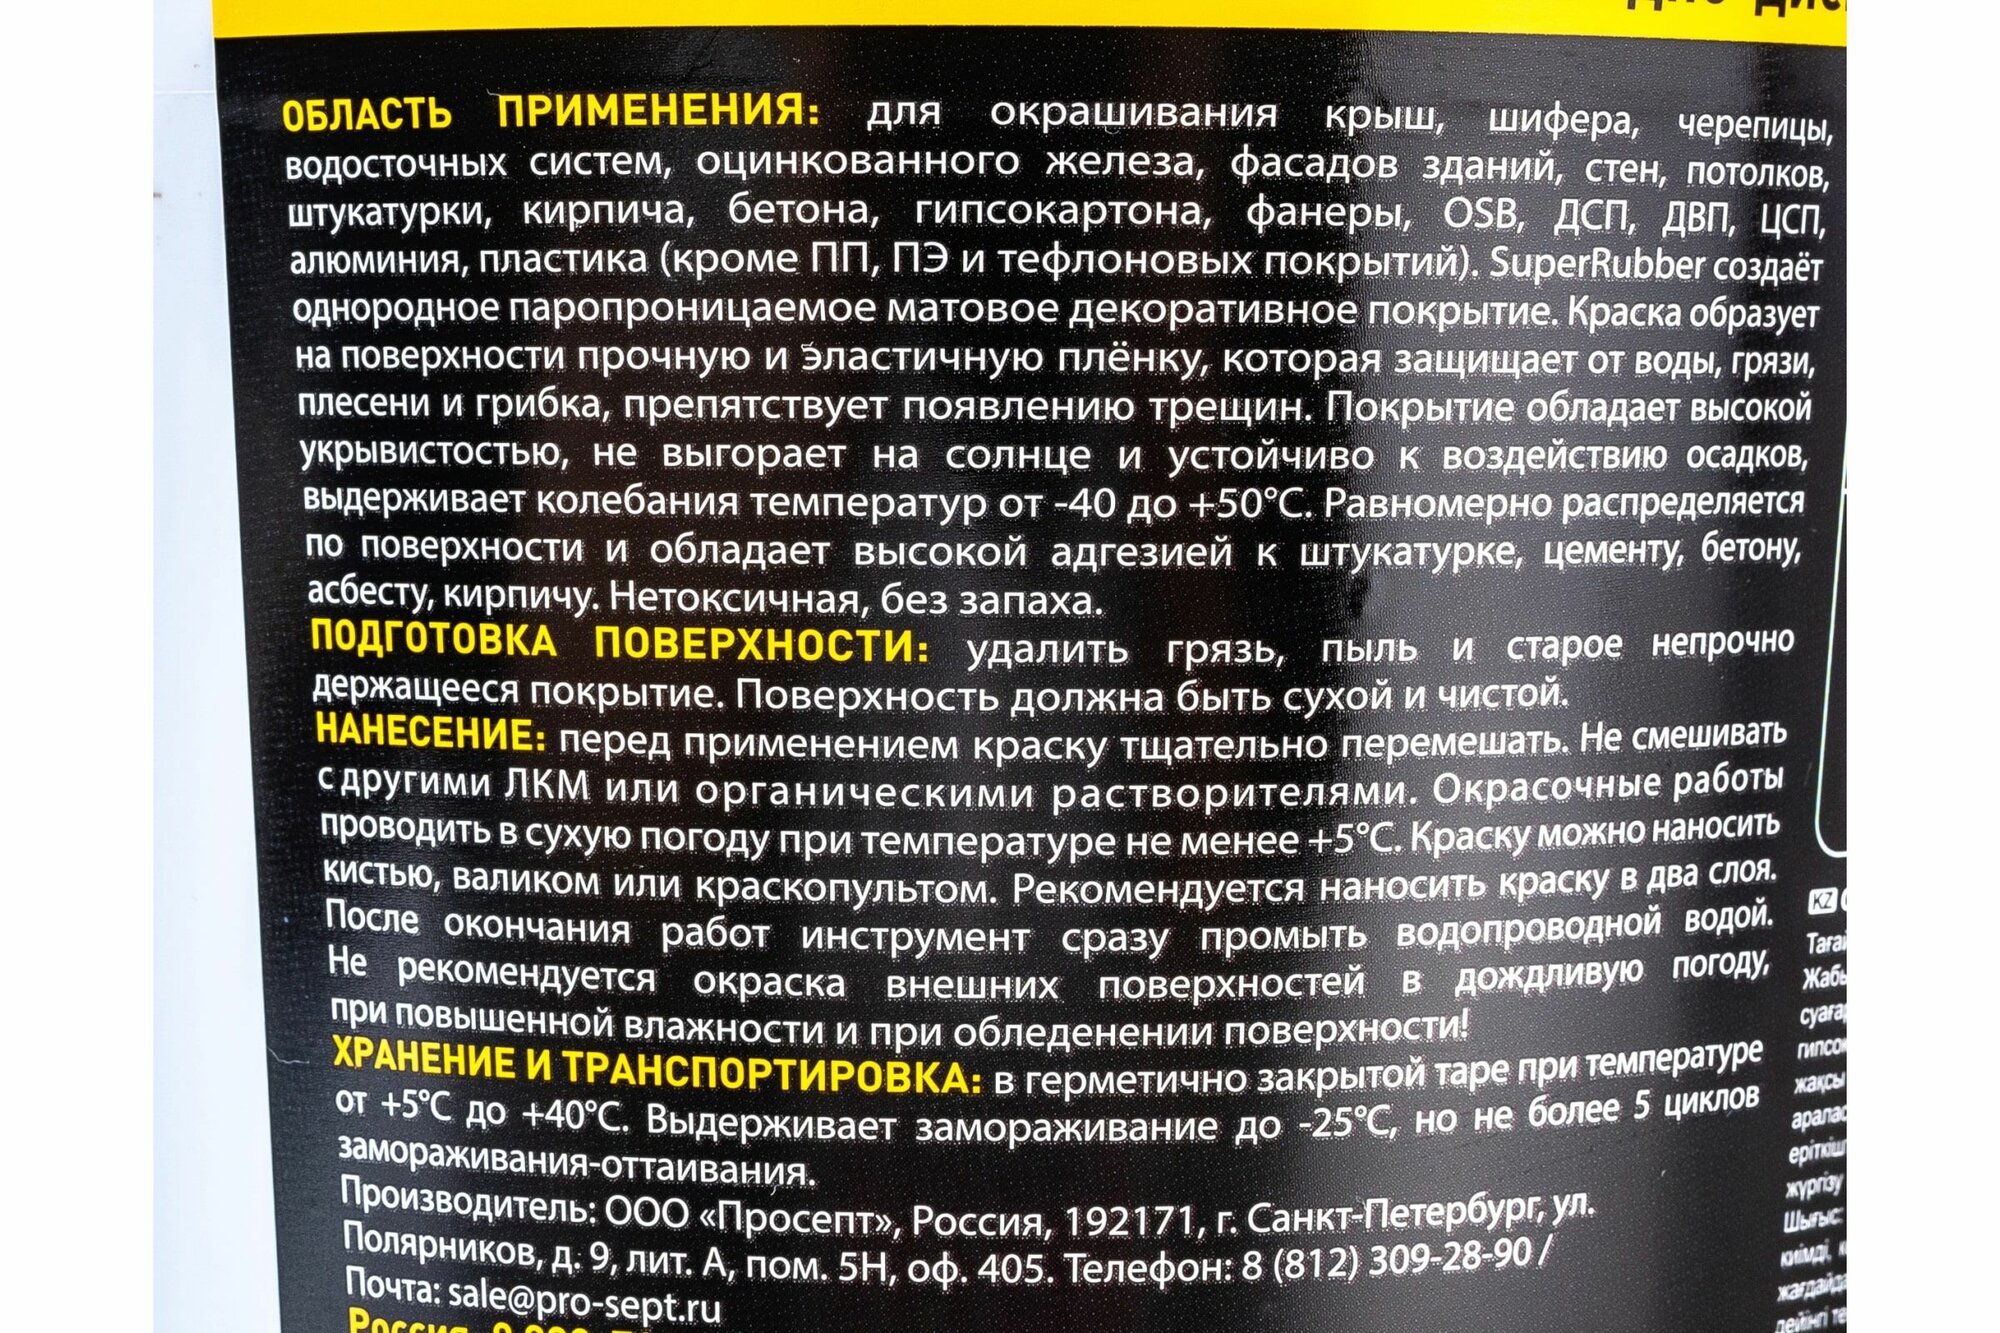 ОБЛАСТЬ ПРИМЕНЕНИЯ: для окрашивания крыш, шифера, черепицы,
водосточных систем, оцинкованного железа, фасадов зданий, стен, потолков,
штукатурки, кирпича, бетона, гипсокартона, фанеры, OSB, ДСП, ДВП, ЦСП,
алюминия, пластика (кроме ПП, ПЭ и тефлоновых покрытий). SuperRubber создаёт
однородное паропроницаемое матовое декоративное покрытие. Краска образует
на поверхности прочную и эластичную плёнку, которая защищает от воды, грязи,
плесени и грибка, препятствует появлению трещин. Покрытие обладает высокой
укрывистостью, не выгорает на солнце и устойчиво к воздействию осадков,
выдерживает колебания температур от -40 до +50°С. Равномерно распределяется
по поверхности и обладает высокой адгезией к штукатурке, цементу, бетону,
асбесту, кирпичу. Нетоксичная, без запаха.
ПОДГОТОВКА ПОВЕРХНОСТИ: удалить грязь, пыль и старое непрочно
держащееся покрытие. Поверхность должна быть сухой и чистой.
НАНЕСЕНИЕ: перед применением краску тщательно перемешать. Не смешивать
с другими ЛКМ или органическими растворителями. Окрасочные работы
проводить в сухую погоду при температуре не менее +5°С. Краску можно наносить
кистью, валиком или краскопультом. Рекомендуется наносить краску в два слоя.
После окончания работ инструмент сразу промыть водопроводной водой.
Не рекомендуется окраска внешних поверхностей в дождливую погоду,
при повышенной влажности и при обледенении поверхности!
ХРАНЕНИЕ И ТРАНСПОРТИРОВКА: в герметично закрытой таре при температуре
от +5°С до +40°С. Выдерживает замораживание до -25°С, но не более 5 циклов
замораживания-оттаивания.
Производитель: ООО «Просепт», Россия, 192171, г. Санкт-Петербург, ул.
Полярников, д. 9, лит. А, пом. 5Н, оф. 405. Телефон: 8 (812) 309-28-90 /
Почта: sale@pro-sept.ru
Россия
KZ